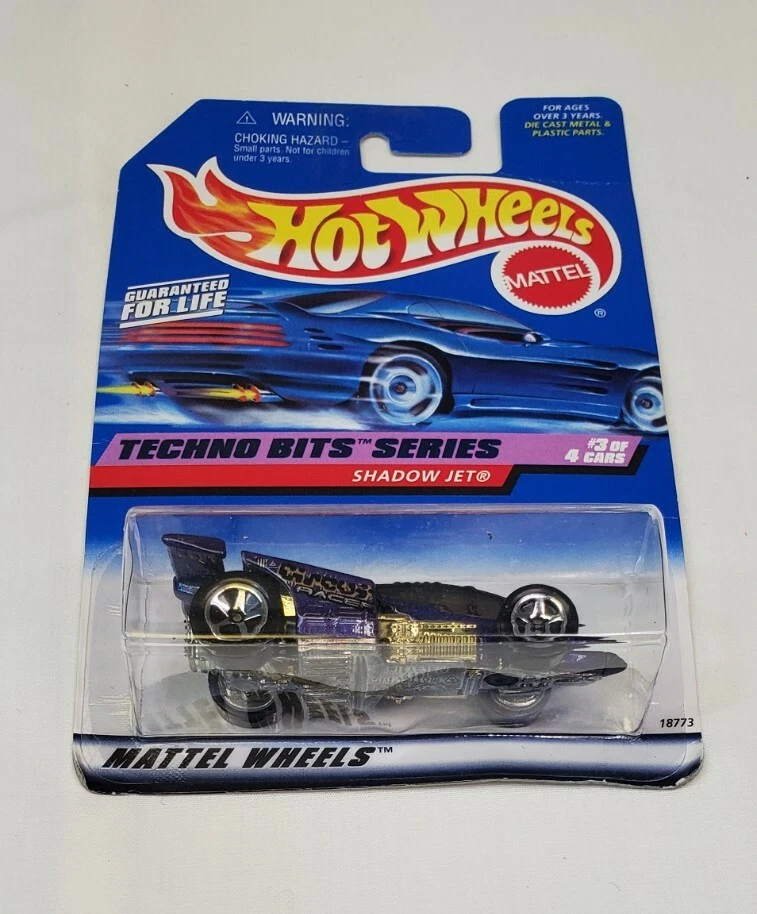 ⚠ WARNING:
CHOKING HAZARD –
Small parts. Not for children
under 3 years.
FOR AGES
OVER 3 YEARS.
DIE CAST METAL &
PLASTIC PARTS.
HOT WHEELS
MATTEL
®
GUARANTEED
FOR LIFE
TECHNO BITS™ SERIES
#3 OF
4 CARS
SHADOW JET®
RACER
18773
MATTEL WHEELS™